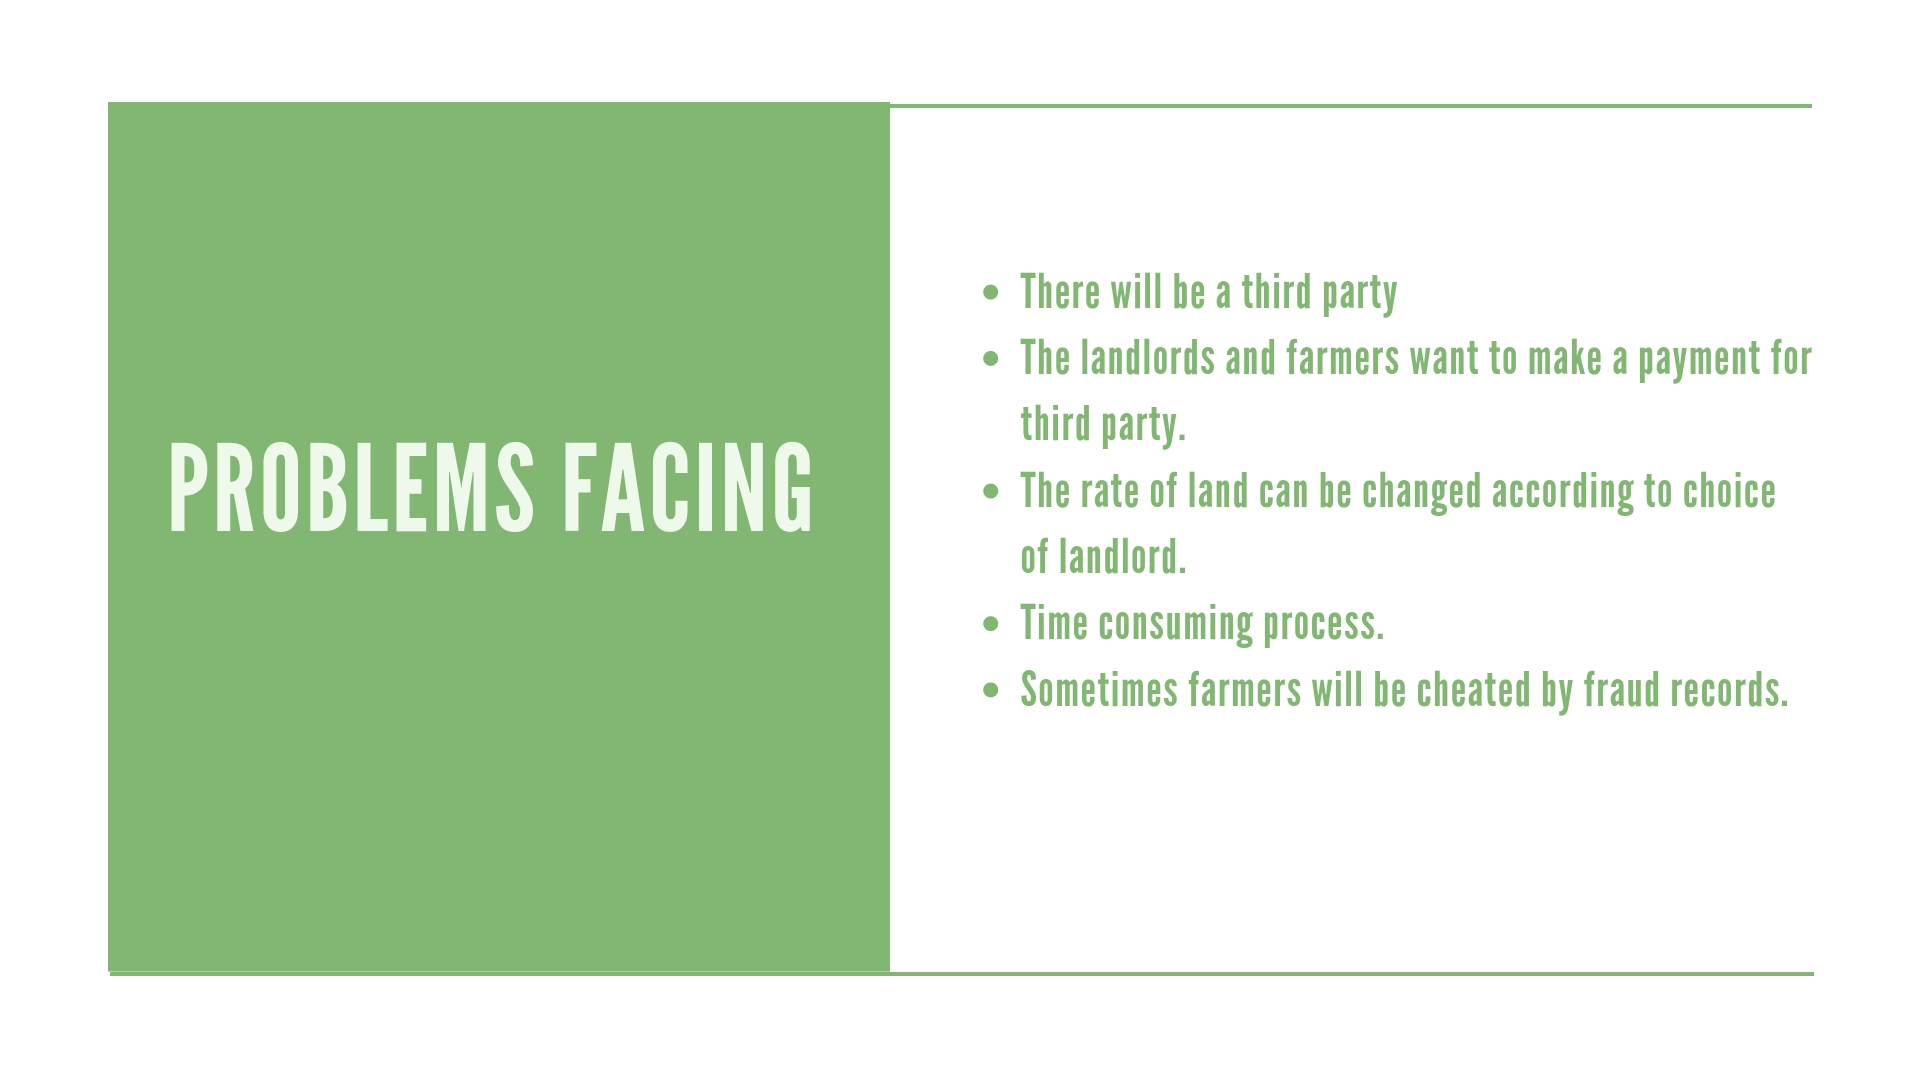 PROBLEMS FACING
• There will be a third party
• The landlords and farmers want to make a payment for
third party.
• The rate of land can be changed according to choice
of landlord.
• Time consuming process.
• Sometimes farmers will be cheated by fraud records.